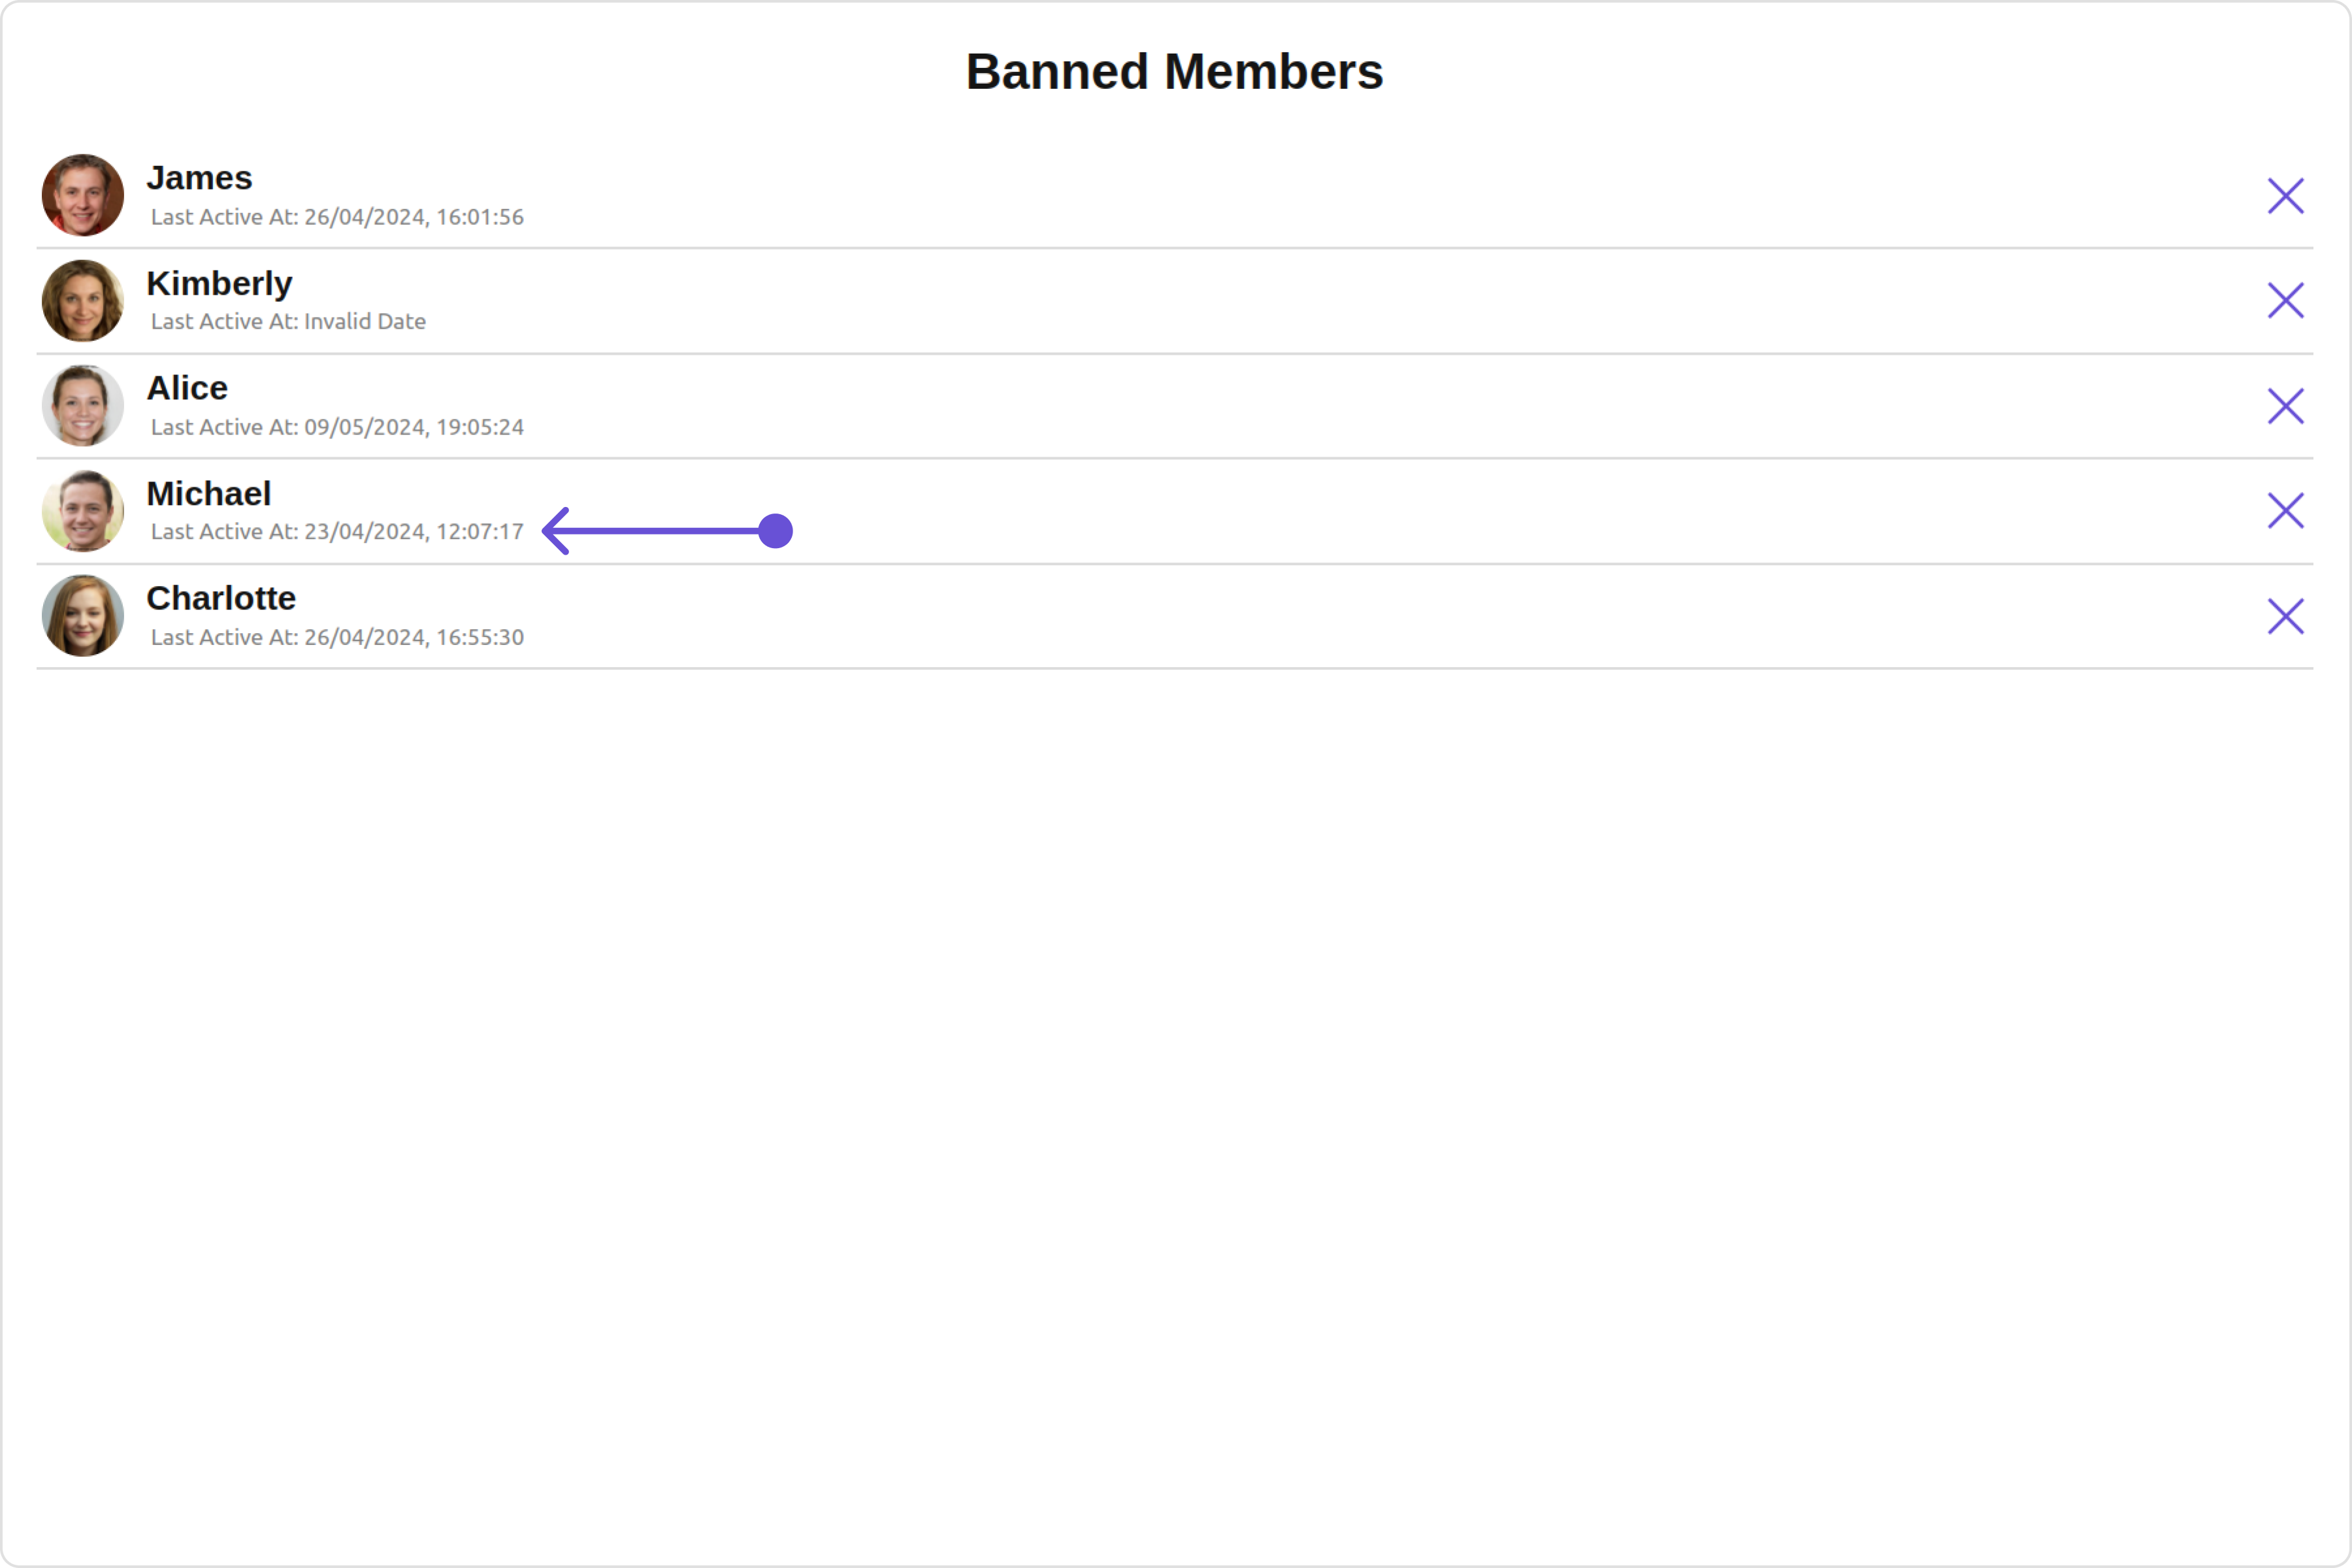 Banned Members
James
Last Active At: 26/04/2024, 16:01:56
Kimberly
Last Active At: Invalid Date
Alice
Last Active At: 09/05/2024, 19:05:24
Michael
Last Active At: 23/04/2024, 12:07:17
Charlotte
Last Active At: 26/04/2024, 16:55:30